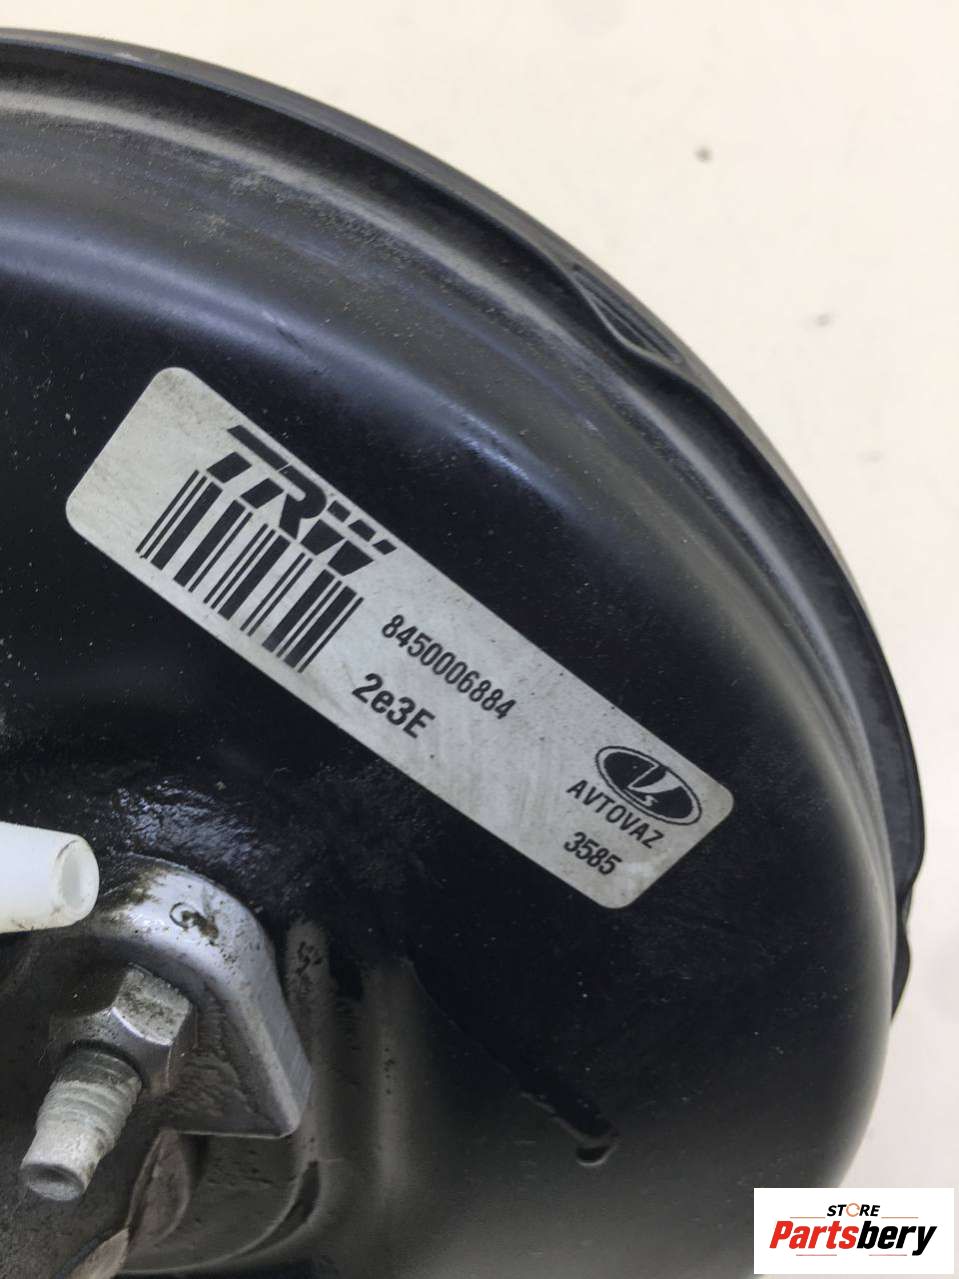 TRW
8450006884
2e3E
AVTOVAZ
3585
STORE
Partsbery